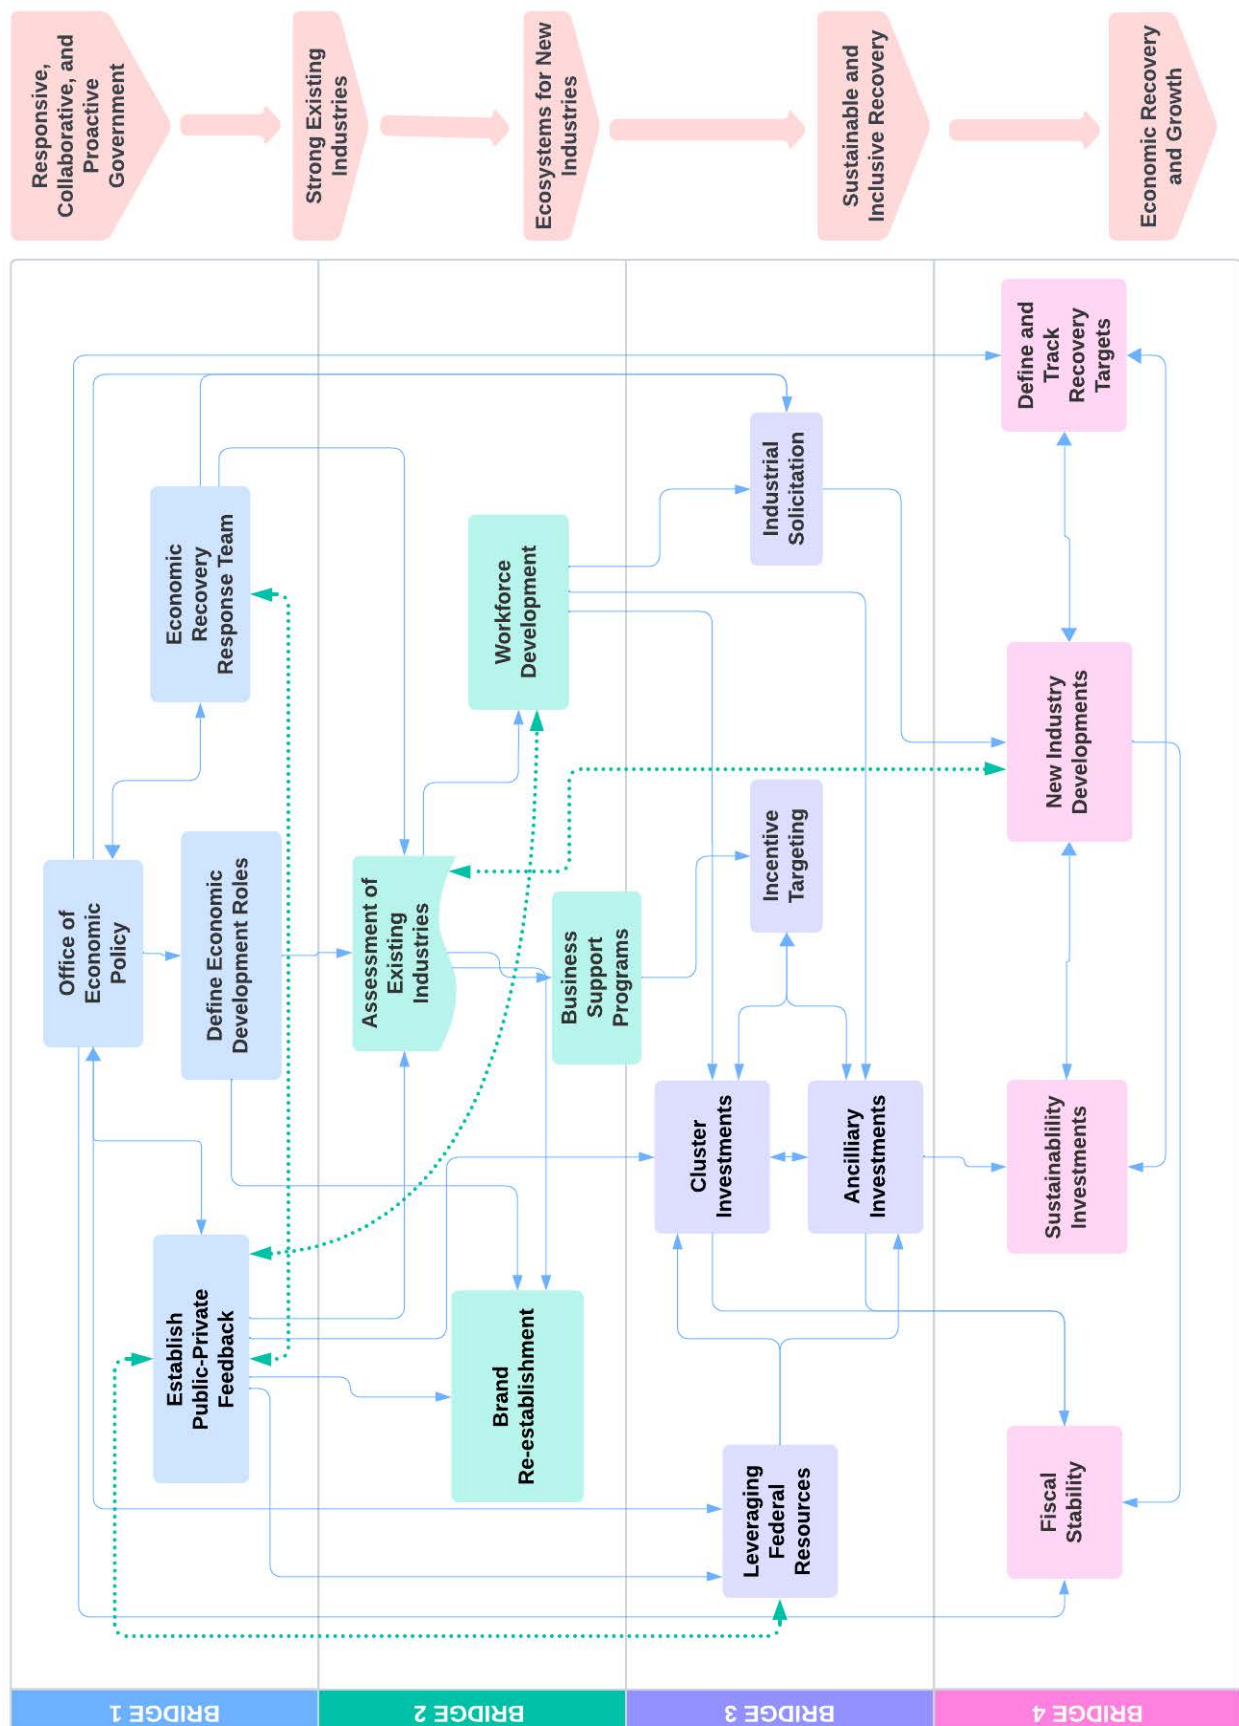 Responsive,
Collaborative, and
Proactive
Government
Strong Existing
Industries
Ecosystems for New
Industries
Sustainable and
Inclusive Recovery
Economic Recovery
and Growth
BRIDGE 1
Office of
Economic
Policy
Economic
Recovery
Response Team
Define Economic
Development Roles
Establish
Public-Private
Feedback
BRIDGE 2
Assessment of
Existing
Industries
Workforce
Development
Business
Support
Programs
Brand
Re-establishment
BRIDGE 3
Industrial
Solicitation
Incentive
Targeting
Cluster
Investments
Ancilliary
Investments
Leveraging
Federal
Resources
BRIDGE 4
Define and
Track
Recovery
Targets
New Industry
Developments
Sustainablility
Investments
Fiscal
Stability